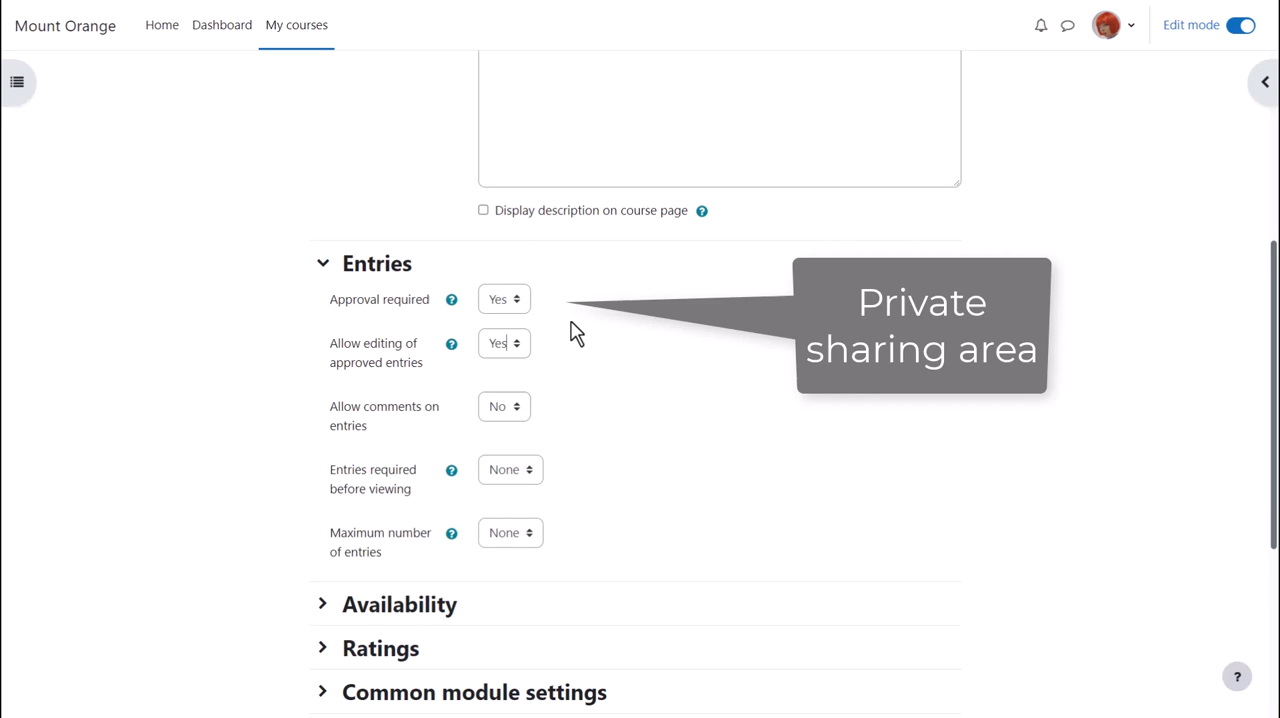 Mount Orange
Home
Dashboard
My courses
Edit mode
Display description on course page
?
Entries
Approval required
?
Yes
Private
sharing area
Allow editing of
approved entries
?
Yes
Allow comments on
entries
No
Entries required
before viewing
?
None
Maximum number
of entries
?
None
Availability
Ratings
Common module settings
?